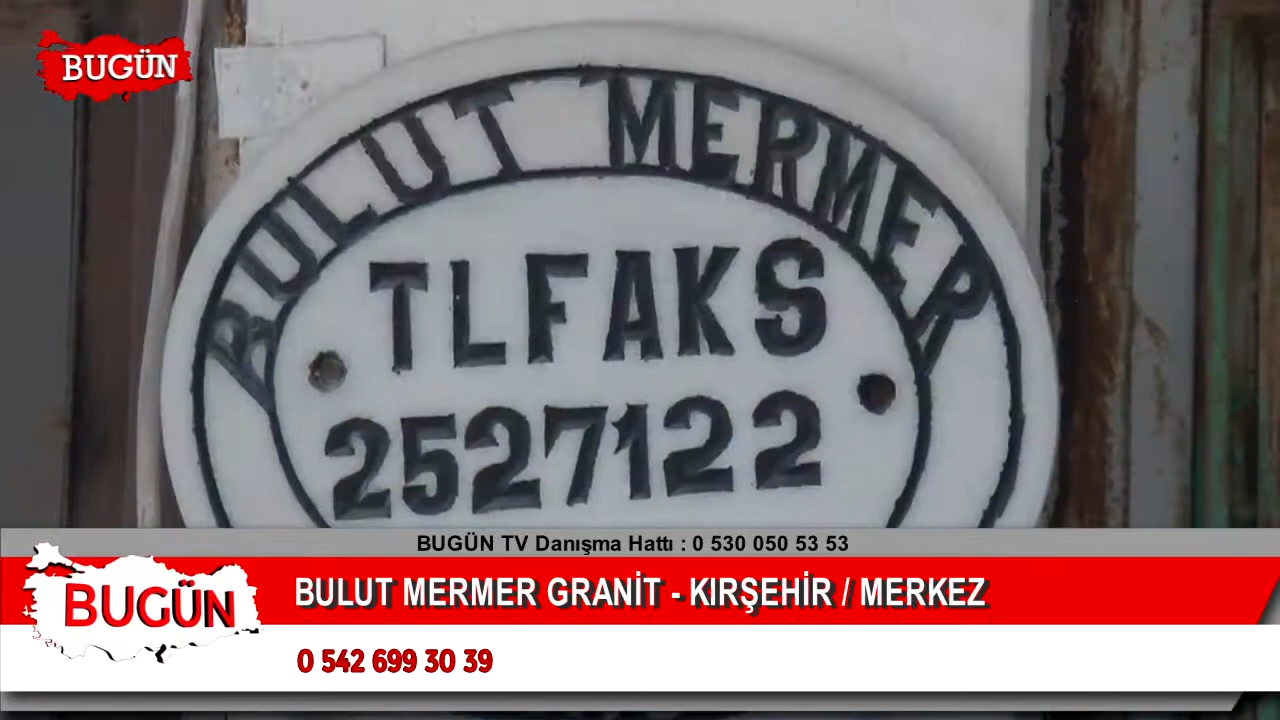 BUGÜN
BULUT MERMER
TLFAKS
2527122
BUGÜN TV Danışma Hattı : 0 530 050 53 53
BUGÜN
BULUT MERMER GRANİT - KIRŞEHİR / MERKEZ
0 542 699 30 39